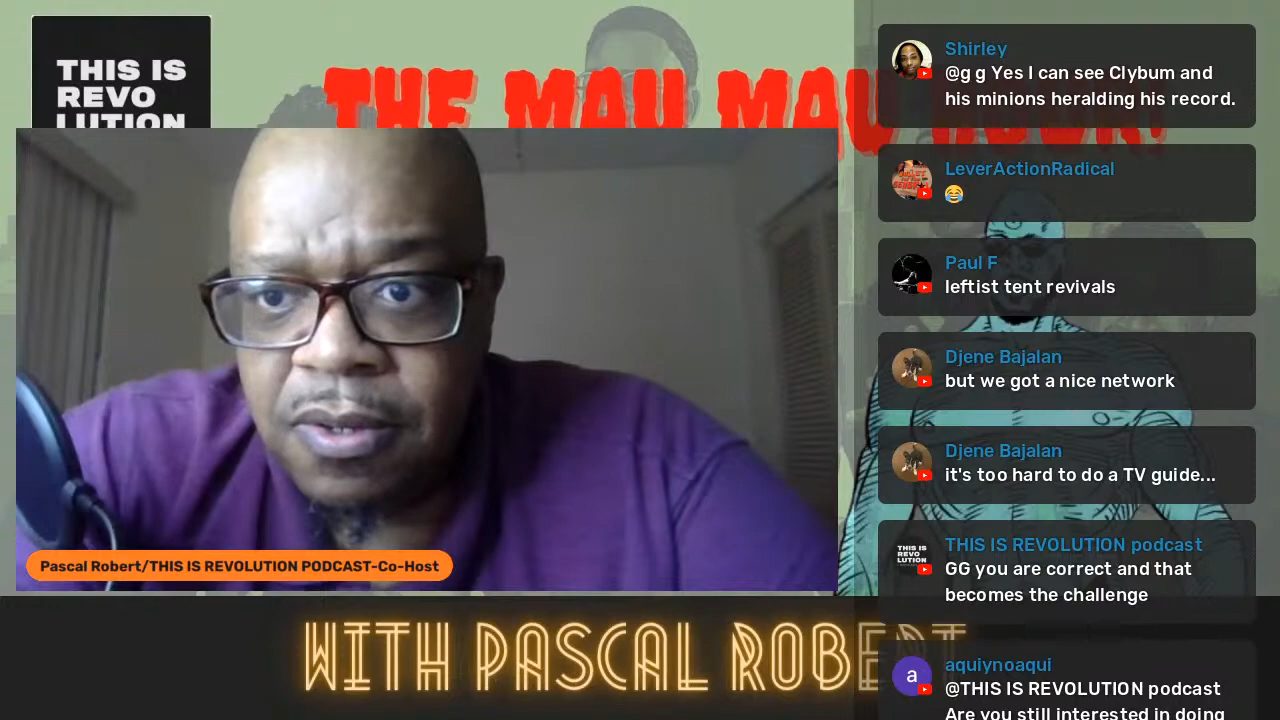 THIS IS
REVO
LUTION
THE MAU MAU HOUR!
Pascal Robert/THIS IS REVOLUTION PODCAST-Co-Host
WITH PASCAL ROBERT
Shirley
@g g Yes I can see Clybum and
his minions heralding his record.
LeverActionRadical
😂
Paul F
leftist tent revivals
Djene Bajalan
but we got a nice network
Djene Bajalan
it's too hard to do a TV guide...
THIS IS REVOLUTION podcast
GG you are correct and that
becomes the challenge
aquiynoaqui
@THIS IS REVOLUTION podcast
Are you still interested in doing